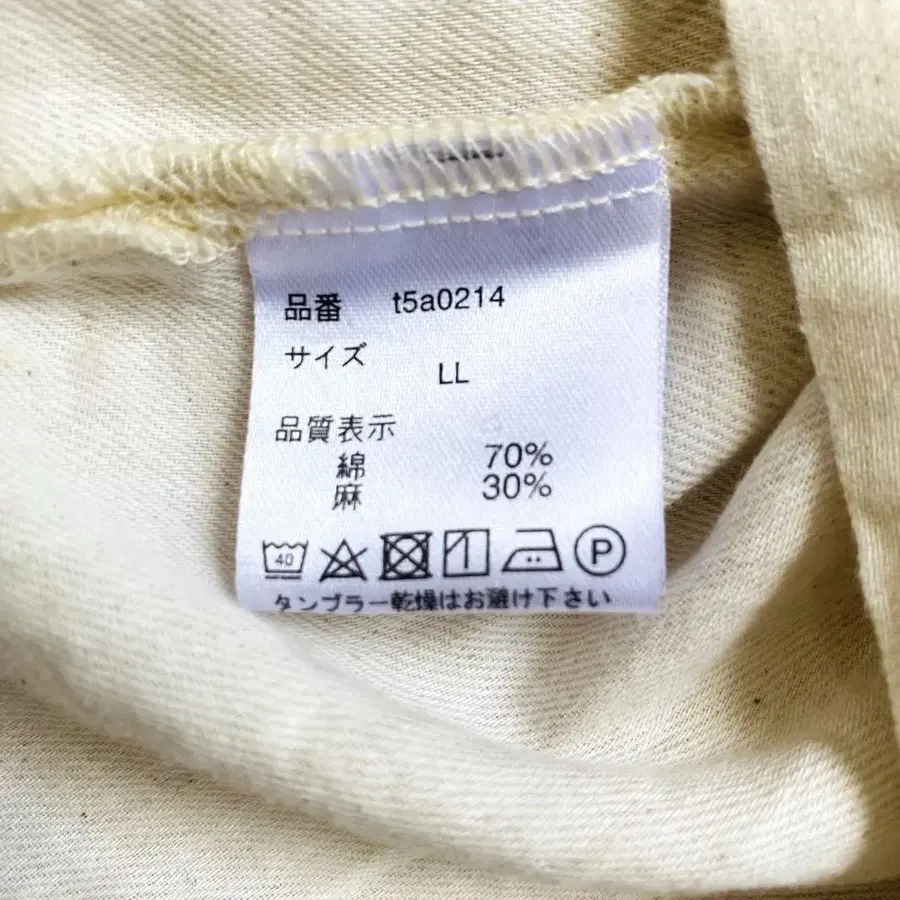 品番 t5a0214
サイズ LL
品質表示
綿 70%
麻 30%
40 P
タンブラー乾燥はお避け下さい